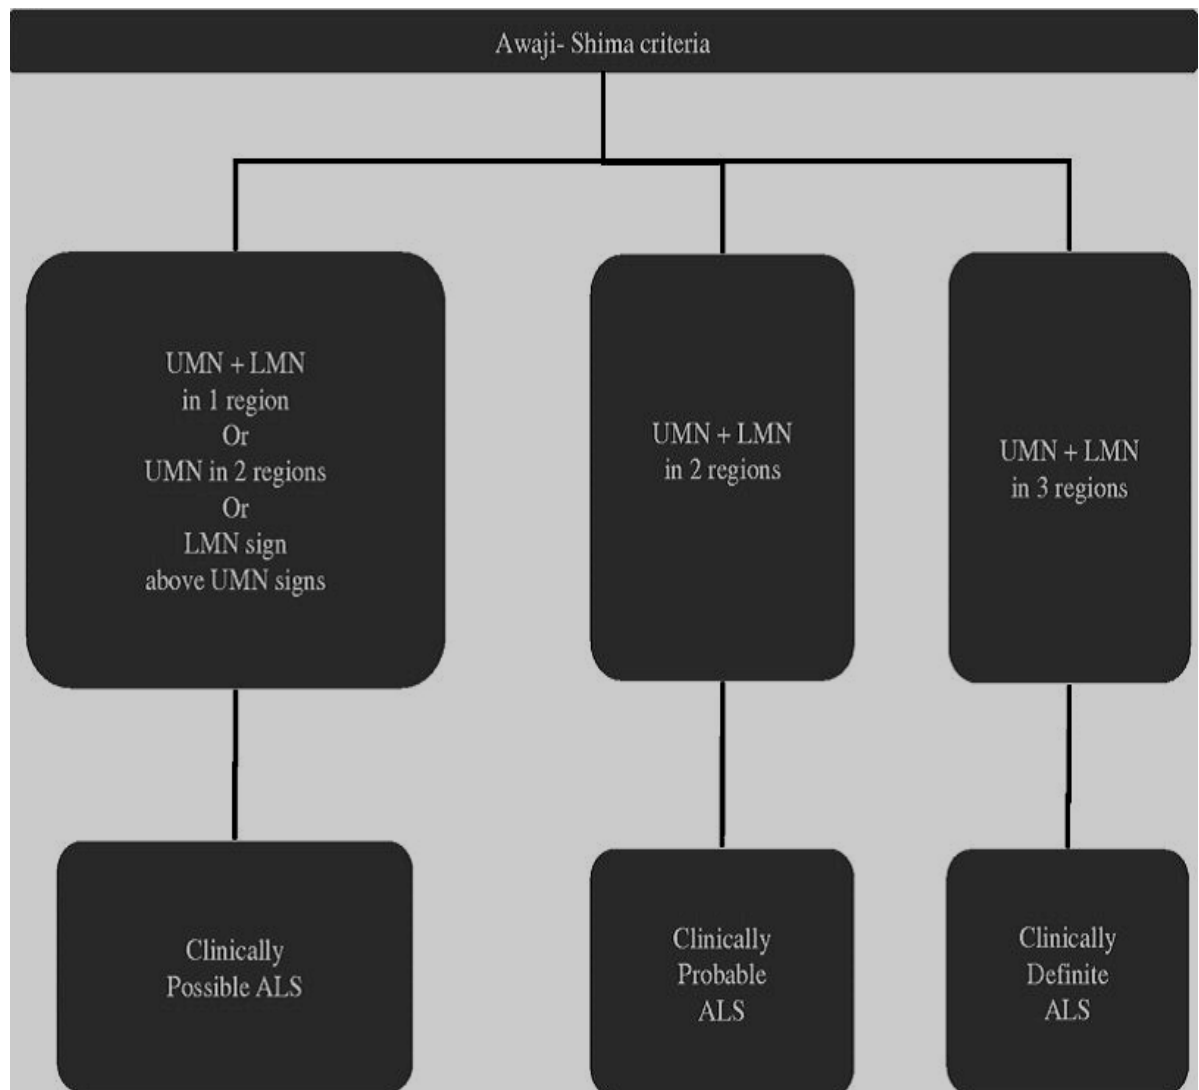 Awaji- Shima criteria
UMN + LMN
in 1 region
Or
UMN in 2 regions
Or
LMN sign
above UMN signs
UMN + LMN
in 2 regions
UMN + LMN
in 3 regions
Clinically
Possible ALS
Clinically
Probable
ALS
Clinically
Definite
ALS